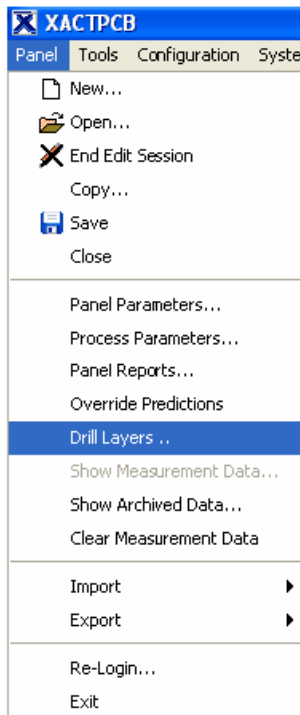 XACTPCB
Panel Tools Configuration Syste
New...
Open...
End Edit Session
Copy...
Save
Close
Panel Parameters...
Process Parameters...
Panel Reports...
Override Predictions
Drill Layers ..
Show Measurement Data...
Show Archived Data...
Clear Measurement Data
Import
Export
Re-Login...
Exit